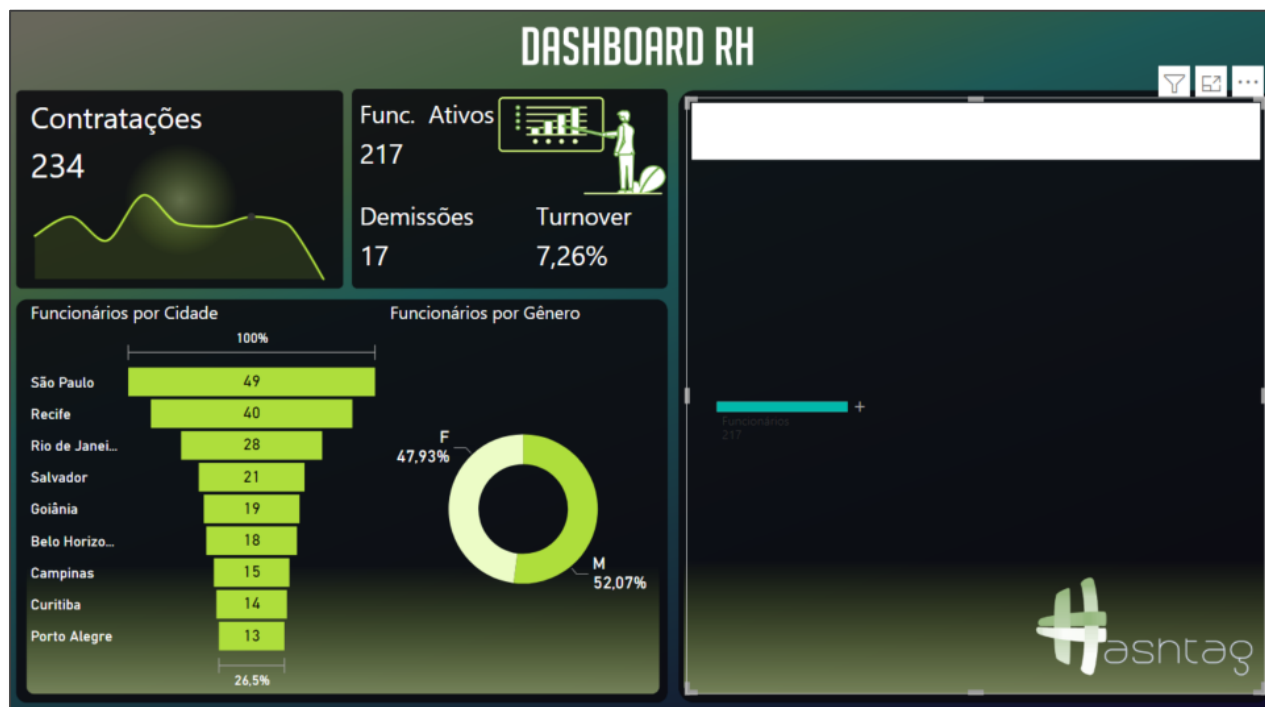 DASHBOARD RH
Contratações
234
Func. Ativos
217
Demissões
17
Turnover
7,26%
Funcionários por Cidade
100%
São Paulo 49
Recife 40
Rio de Janei... 28
Salvador 21
Goiânia 19
Belo Horizo... 18
Campinas 15
Curitiba 14
Porto Alegre 13
26,5%
Funcionários por Gênero
F
47,93%
M
52,07%
Funcionários
217
Hashtag